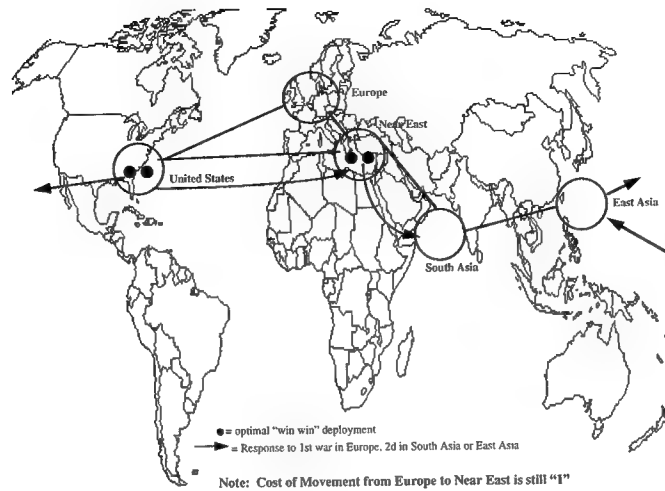 Europe
Near East
United States
East Asia
South Asia
●= optimal "win win" deployment
= Response to 1st war in Europe, 2d in South Asia or East Asia
Note: Cost of Movement from Europe to Near East is still "1"